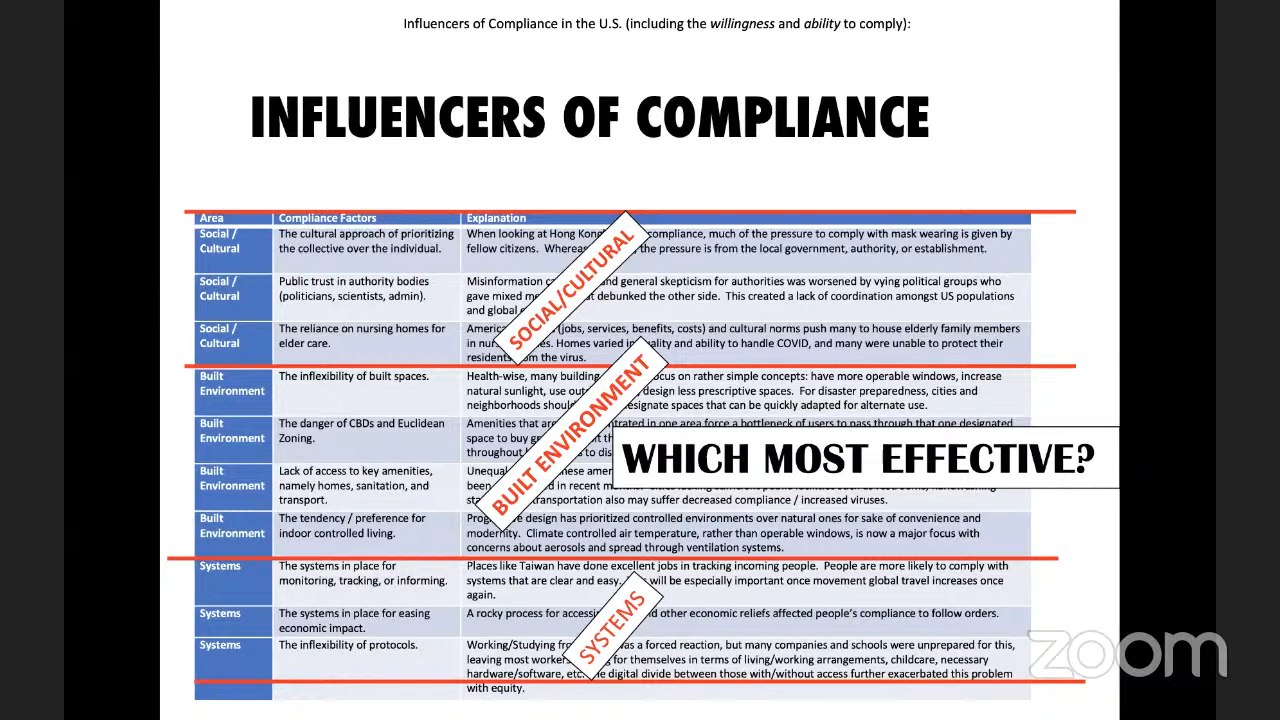 Influencers of Compliance in the U.S. (including the willingness and ability to comply):
INFLUENCERS OF COMPLIANCE
Area Compliance Factors Explanation
Social / Cultural
The cultural approach of prioritizing
the collective over the individual.
When looking at Hong Kong compliance, much of the pressure to comply with mask wearing is given by
fellow citizens. Whereas the pressure is from the local government, authority, or establishment.
Social / Cultural
Public trust in authority bodies
(politicians, scientists, admin).
Misinformation and general skepticism for authorities was worsened by vying political groups who
gave mixed debunked the other side. This created a lack of coordination amongst US populations
and global
Social / Cultural
The reliance on nursing homes for
elder care.
(jobs, services, benefits, costs) and cultural norms push many to house elderly family members
in Homes varied in quality and ability to handle COVID, and many were unable to protect their
residents from the virus.
SOCIAL/CULTURAL
Built Environment
The inflexibility of built spaces.
Health-wise, many building focus on rather simple concepts: have more operable windows, increase
natural sunlight, use design less prescriptive spaces. For disaster preparedness, cities and
neighborhoods should designate spaces that can be quickly adapted for alternate use.
Built Environment
The danger of CBDs and Euclidean
Zoning.
Amenities that are in one area force a bottleneck of users to pass through that one designated
space to buy
throughout
Built Environment
Lack of access to key amenities,
namely homes, sanitation, and
transport.
these
been in recent
transportation also may suffer decreased compliance / increased viruses.
Built Environment
The tendency / preference for
indoor controlled living.
design has prioritized controlled environments over natural ones for sake of convenience and
modernity. Climate controlled air temperature, rather than operable windows, is now a major focus with
concerns about aerosols and spread through ventilation systems.
BUILT ENVIRONMENT
WHICH MOST EFFECTIVE?
Systems
The systems in place for
monitoring, tracking, or informing.
Places like Taiwan have done excellent jobs in tracking incoming people. People are more likely to comply with
systems that are clear and easy. will be especially important once movement global travel increases once
again.
Systems
The systems in place for easing
economic impact.
A rocky process for and other economic reliefs affected people's compliance to follow orders.
Systems
The inflexibility of protocols.
Working/Studying was a forced reaction, but many companies and schools were unprepared for this,
leaving most workers for themselves in terms of living/working arrangements, childcare, necessary
hardware/software, etc. The digital divide between those with/without access further exacerbated this problem
with equity.
SYSTEMS
zoom